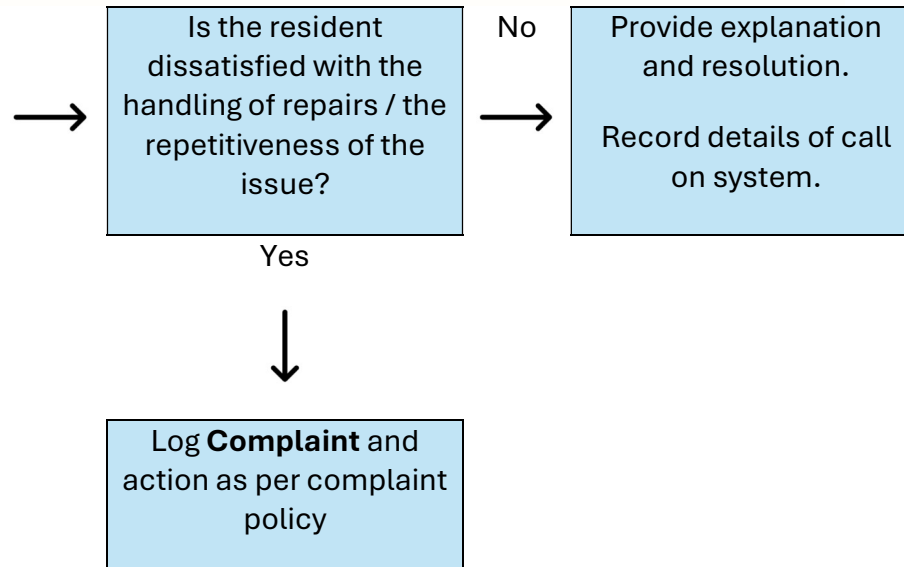 Is the resident
dissatisfied with the
handling of repairs / the
repetitiveness of the
issue?
No
Provide explanation
and resolution.
Record details of call
on system.
Yes
Log Complaint and
action as per complaint
policy